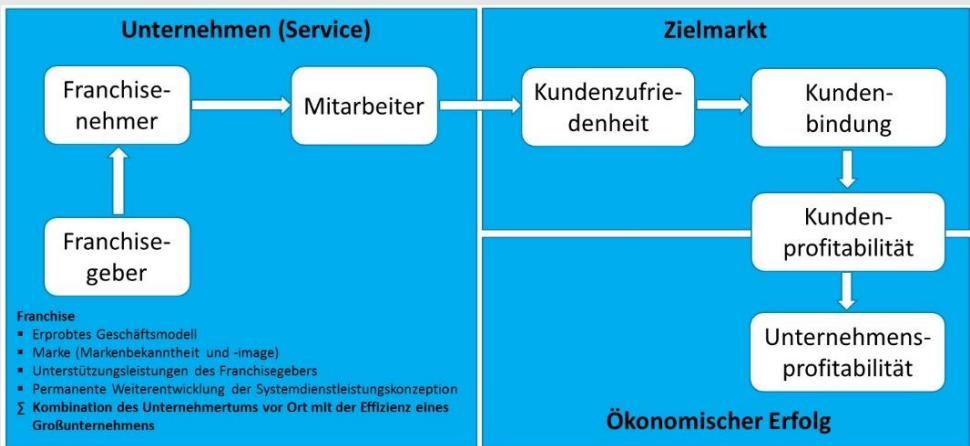 Unternehmen (Service)
Franchise-
nehmer
Mitarbeiter
Franchise-
geber
Franchise
▪ Erprobtes Geschäftsmodell
▪ Marke (Markenbekanntheit und -image)
▪ Unterstützungsleistungen des Franchisegebers
▪ Permanente Weiterentwicklung der Systemdienstleistungskonzeption
∑ Kombination des Unternehmertums vor Ort mit der Effizienz eines
Großunternehmens
Zielmarkt
Kundenzufrie-
denheit
Kunden-
bindung
Kunden-
profitabilität
Unternehmens-
profitabilität
Ökonomischer Erfolg